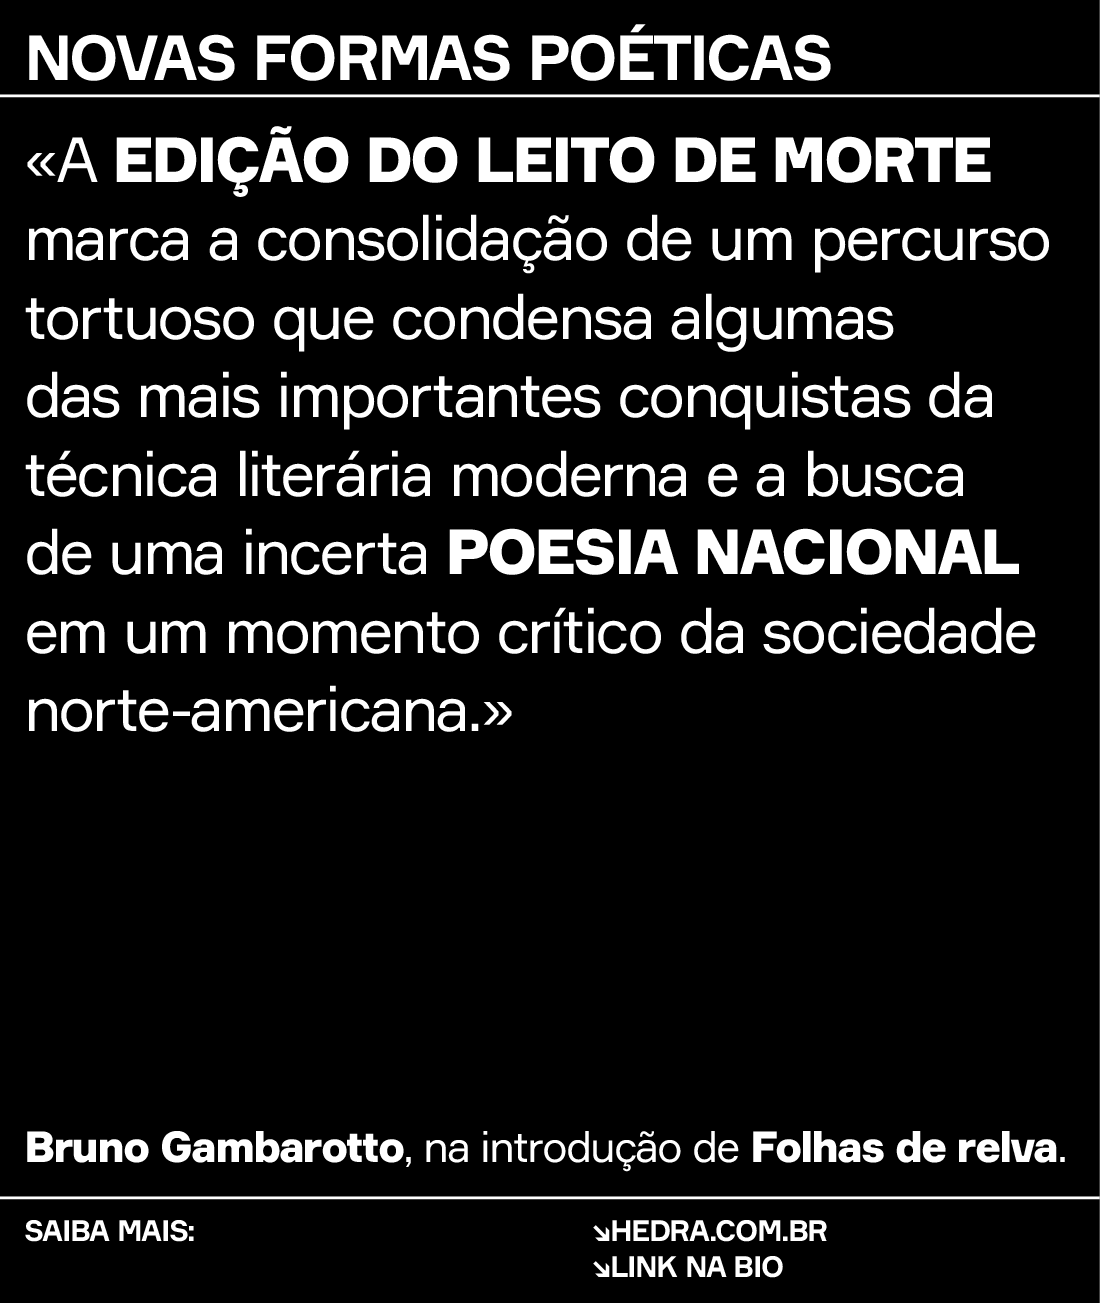 NOVAS FORMAS POÉTICAS
«A EDIÇÃO DO LEITO DE MORTE
marca a consolidação de um percurso
tortuoso que condensa algumas
das mais importantes conquistas da
técnica literária moderna e a busca
de uma incerta POESIA NACIONAL
em um momento crítico da sociedade
norte-americana.»
Bruno Gambarotto, na introdução de Folhas de relva.
SAIBA MAIS:
↘HEDRA.COM.BR
↘LINK NA BIO